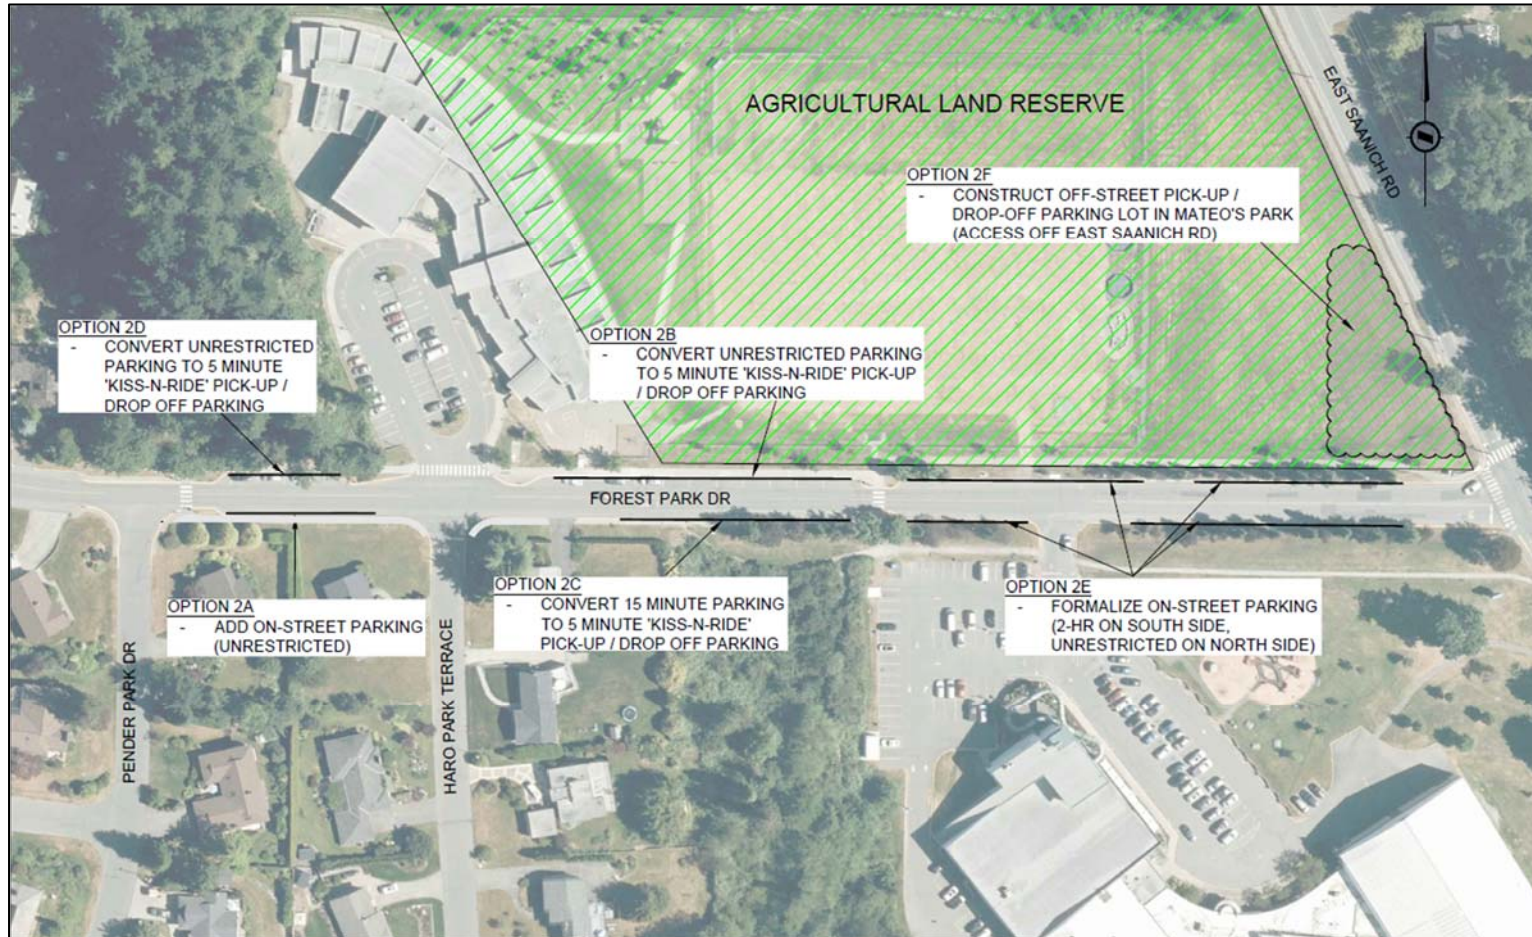 AGRICULTURAL LAND RESERVE
EAST SAANICH RD
OPTION 2F
- CONSTRUCT OFF-STREET PICK-UP /
DROP-OFF PARKING LOT IN MATEO'S PARK
(ACCESS OFF EAST SAANICH RD)
OPTION 2D
- CONVERT UNRESTRICTED
PARKING TO 5 MINUTE
'KISS-N-RIDE' PICK-UP /
DROP OFF PARKING
OPTION 2B
- CONVERT UNRESTRICTED PARKING
TO 5 MINUTE 'KISS-N-RIDE' PICK-UP
/ DROP OFF PARKING
FOREST PARK DR
OPTION 2A
- ADD ON-STREET PARKING
(UNRESTRICTED)
OPTION 2C
- CONVERT 15 MINUTE PARKING
TO 5 MINUTE 'KISS-N-RIDE'
PICK-UP / DROP OFF PARKING
OPTION 2E
- FORMALIZE ON-STREET PARKING
(2-HR ON SOUTH SIDE,
UNRESTRICTED ON NORTH SIDE)
PENDER PARK DR
HARO PARK TERRACE